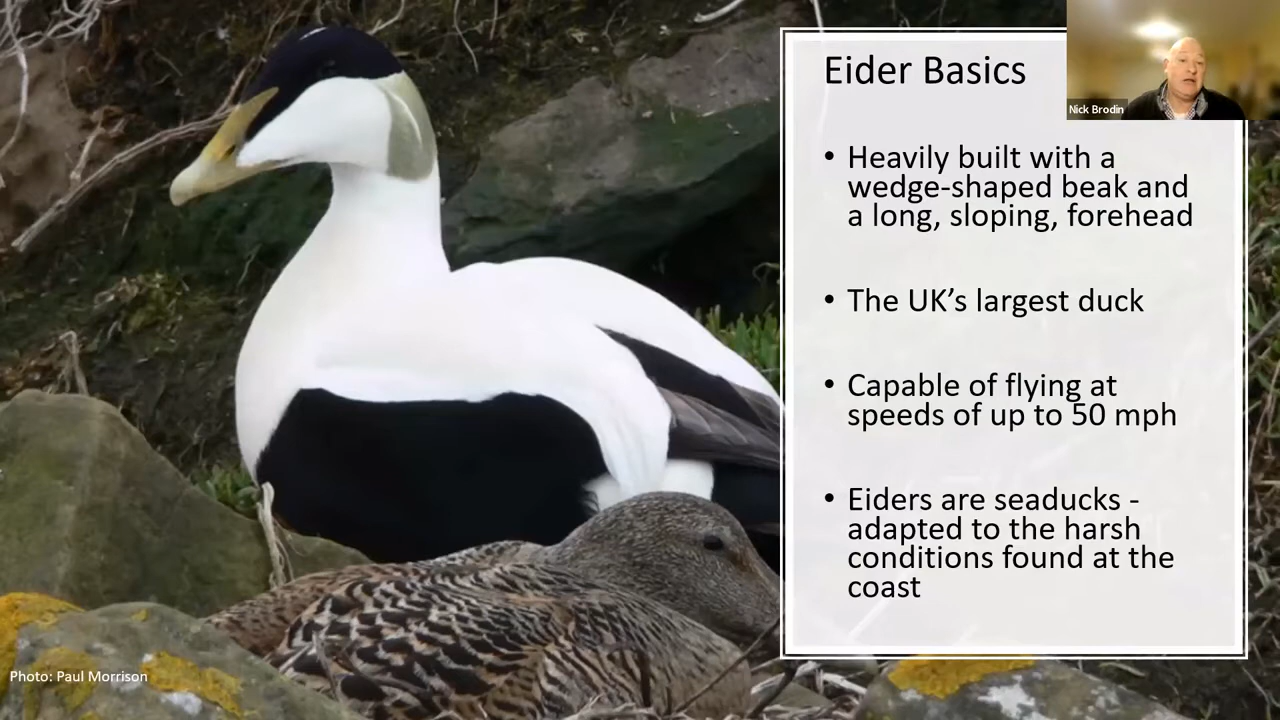 Eider Basics
Nick Brodin
• Heavily built with a
wedge-shaped beak and
a long, sloping, forehead
• The UK’s largest duck
• Capable of flying at
speeds of up to 50 mph
• Eiders are seaducks -
adapted to the harsh
conditions found at the
coast
Photo: Paul Morrison